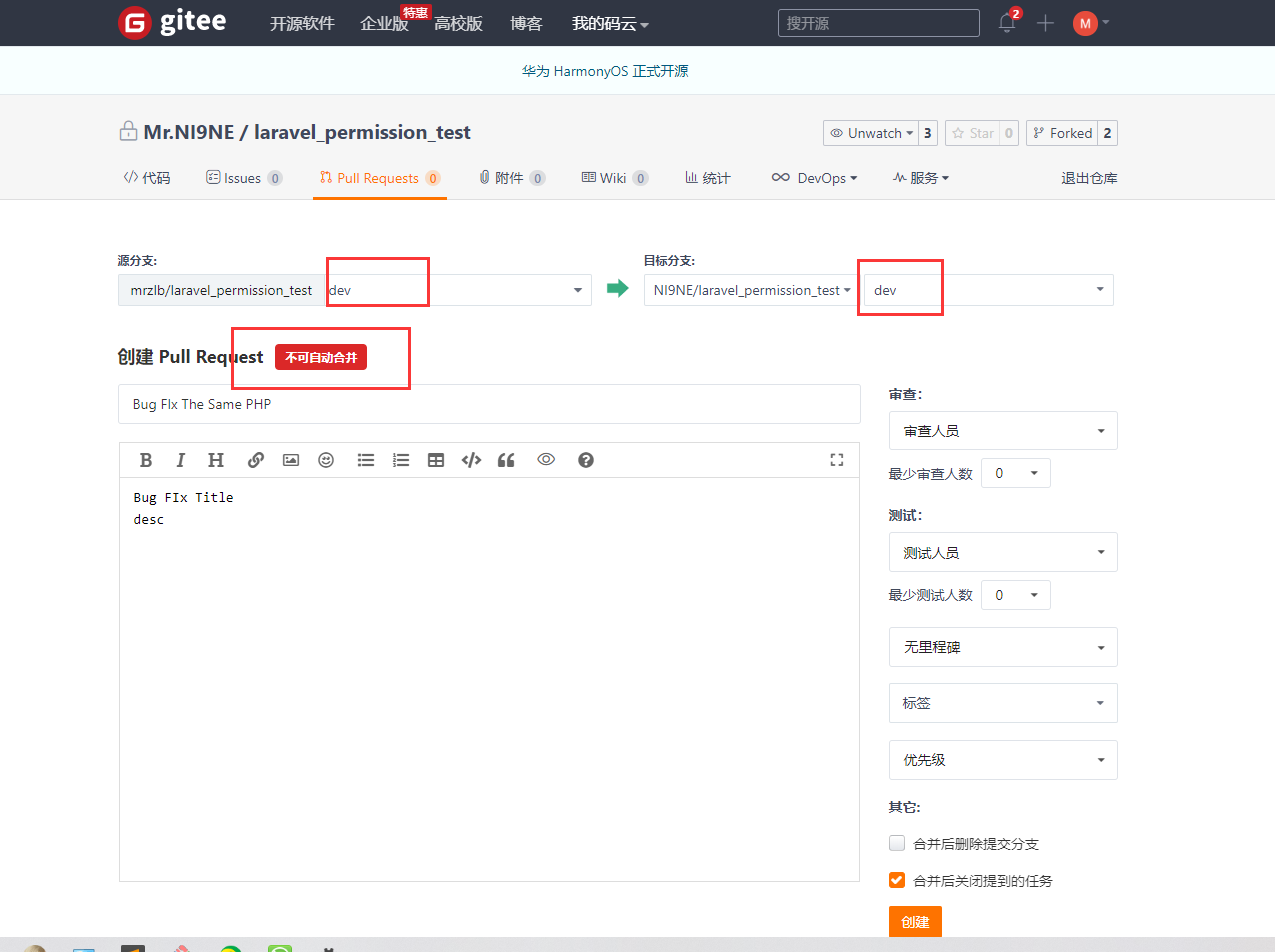 gitee 开源软件 企业版 特惠 高校版 博客 我的码云 搜开源 2 M
华为 HarmonyOS 正式开源
Mr.NI9NE / laravel_permission_test Unwatch 3 Star 0 Forked 2
代码 Issues 0 Pull Requests 0 附件 0 Wiki 0 统计 DevOps 服务 退出仓库
源分支: 目标分支:
mrzlb/laravel_permission_test dev NI9NE/laravel_permission_test dev
创建 Pull Request 不可自动合并
Bug FIx The Same PHP
B I H
Bug FIx Title
desc
审查:
审查人员
最少审查人数 0
测试:
测试人员
最少测试人数 0
无里程碑
标签
优先级
其它:
合并后删除提交分支
合并后关闭提到的任务
创建